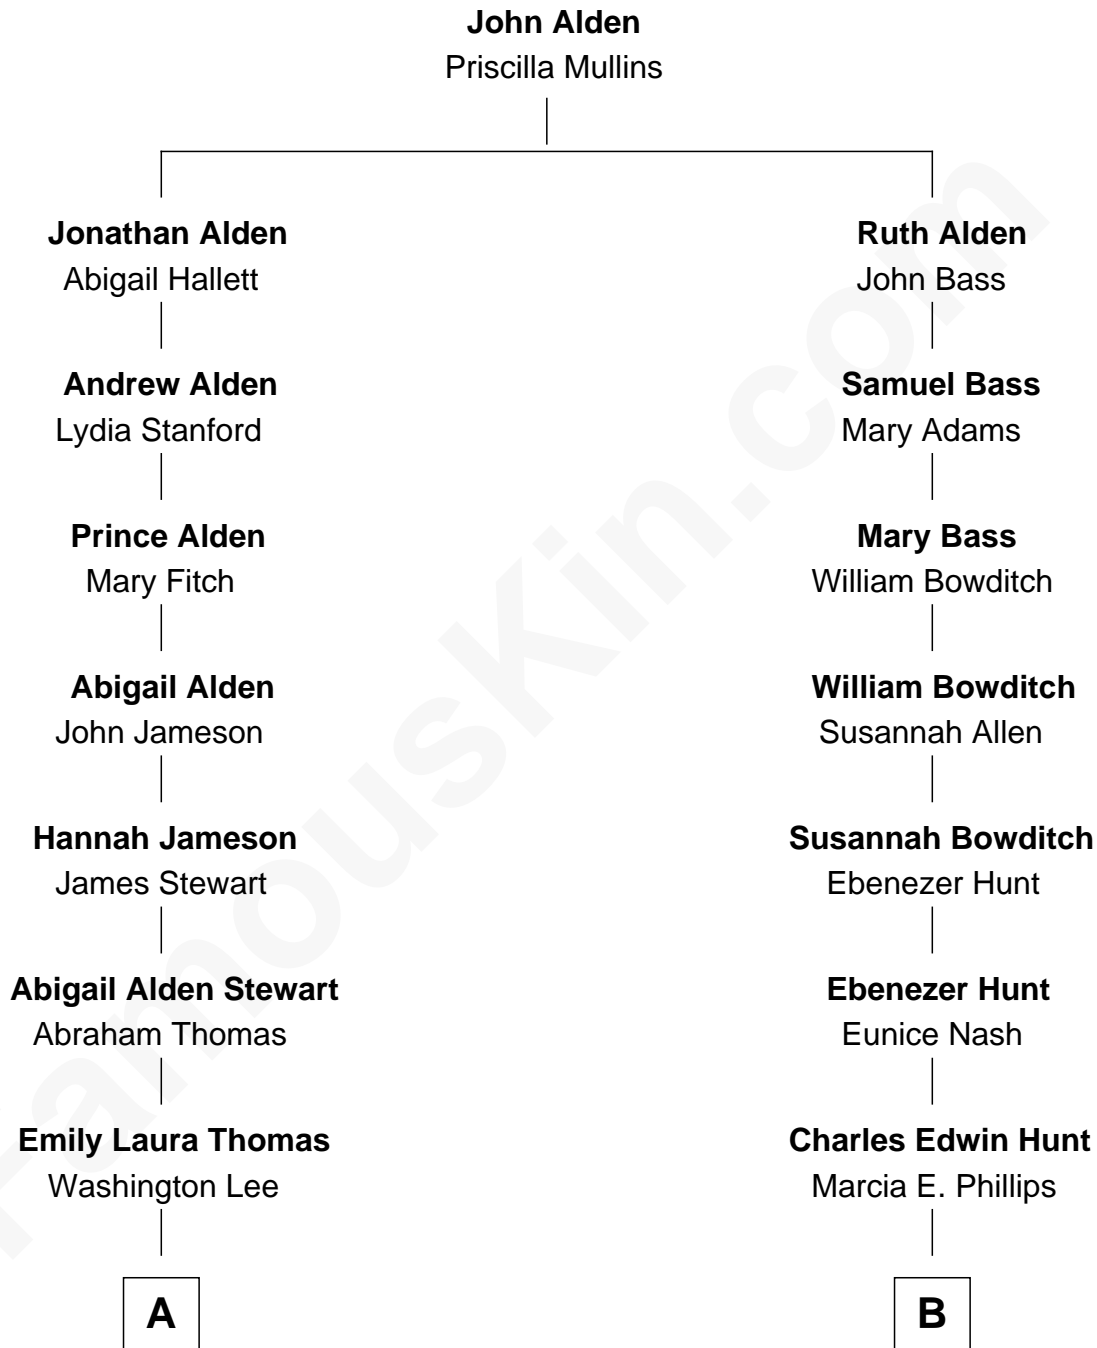 John Alden
Priscilla Mullins
Jonathan Alden
Abigail Hallett
Ruth Alden
John Bass
Andrew Alden
Lydia Stanford
Samuel Bass
Mary Adams
Prince Alden
Mary Fitch
Mary Bass
William Bowditch
Abigail Alden
John Jameson
William Bowditch
Susannah Allen
Hannah Jameson
James Stewart
Susannah Bowditch
Ebenezer Hunt
Abigail Alden Stewart
Abraham Thomas
Ebenezer Hunt
Eunice Nash
Emily Laura Thomas
Washington Lee
Charles Edwin Hunt
Marcia E. Phillips
A
B
FamousKin.com